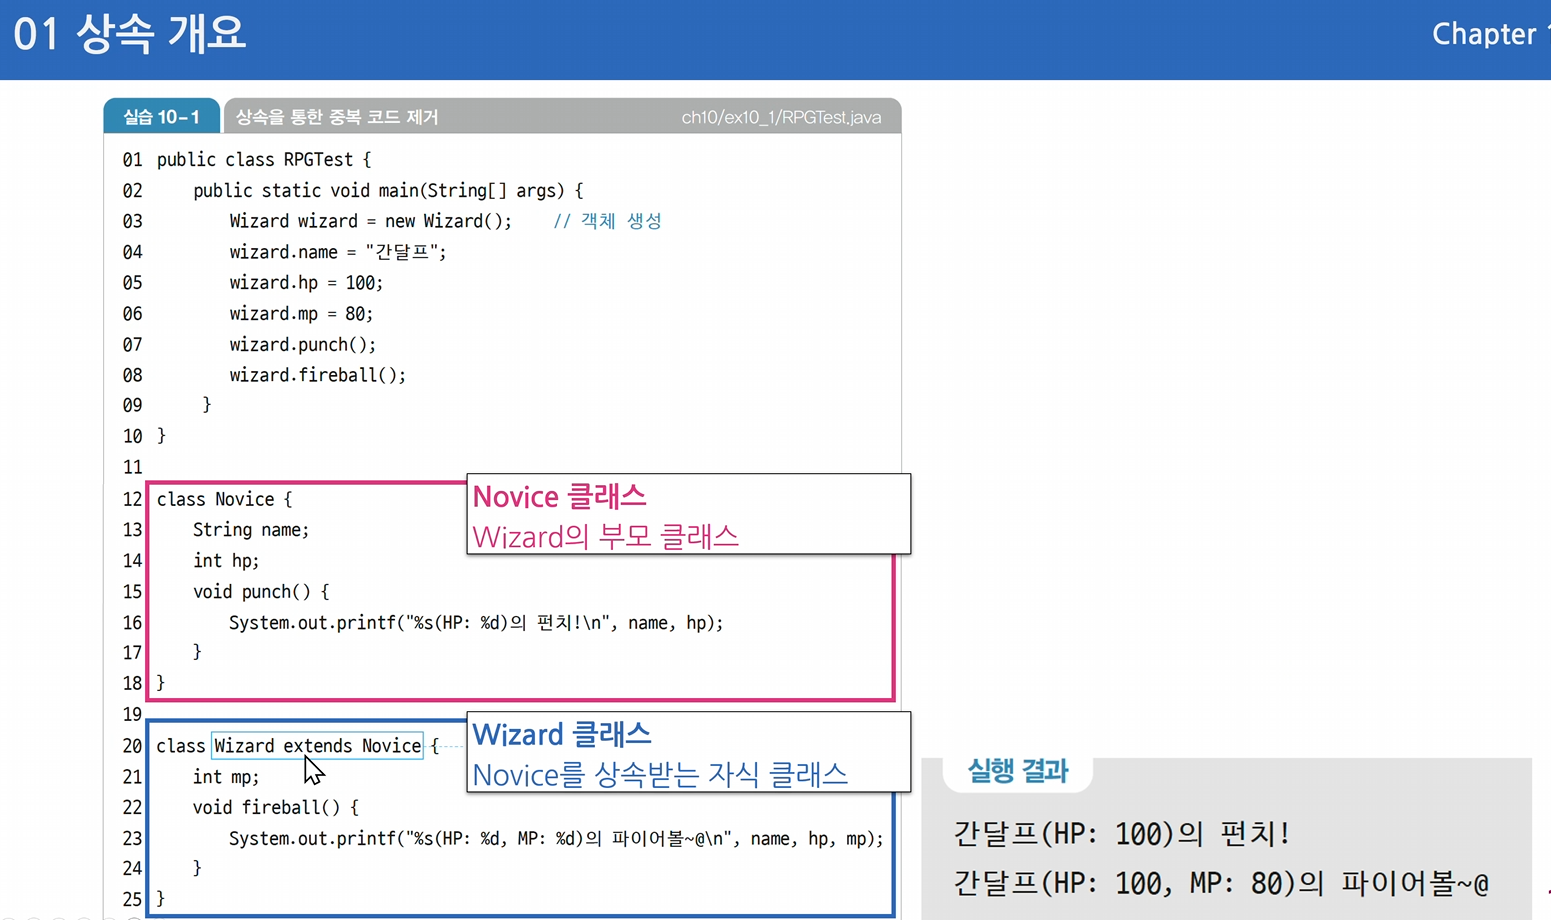 01 상속 개요
Chapter 1
실습 10-1 상속을 통한 중복 코드 제거 ch10/ex10_1/RPGTest.java
01 public class RPGTest {
02 public static void main(String[] args) {
03 Wizard wizard = new Wizard(); // 객체 생성
04 wizard.name = "간달프";
05 wizard.hp = 100;
06 wizard.mp = 80;
07 wizard.punch();
08 wizard.fireball();
09 }
10 }
11
12 class Novice {
13 String name;
14 int hp;
15 void punch() {
16 System.out.printf("%s(HP: %d)의 펀치!\n", name, hp);
17 }
18 }
Novice 클래스
Wizard의 부모 클래스
19
20 class Wizard extends Novice {
21 int mp;
22 void fireball() {
23 System.out.printf("%s(HP: %d, MP: %d)의 파이어볼~@\n", name, hp, mp);
24 }
25 }
Wizard 클래스
Novice를 상속받는 자식 클래스
실행 결과
간달프(HP: 100)의 펀치!
간달프(HP: 100, MP: 80)의 파이어볼~@